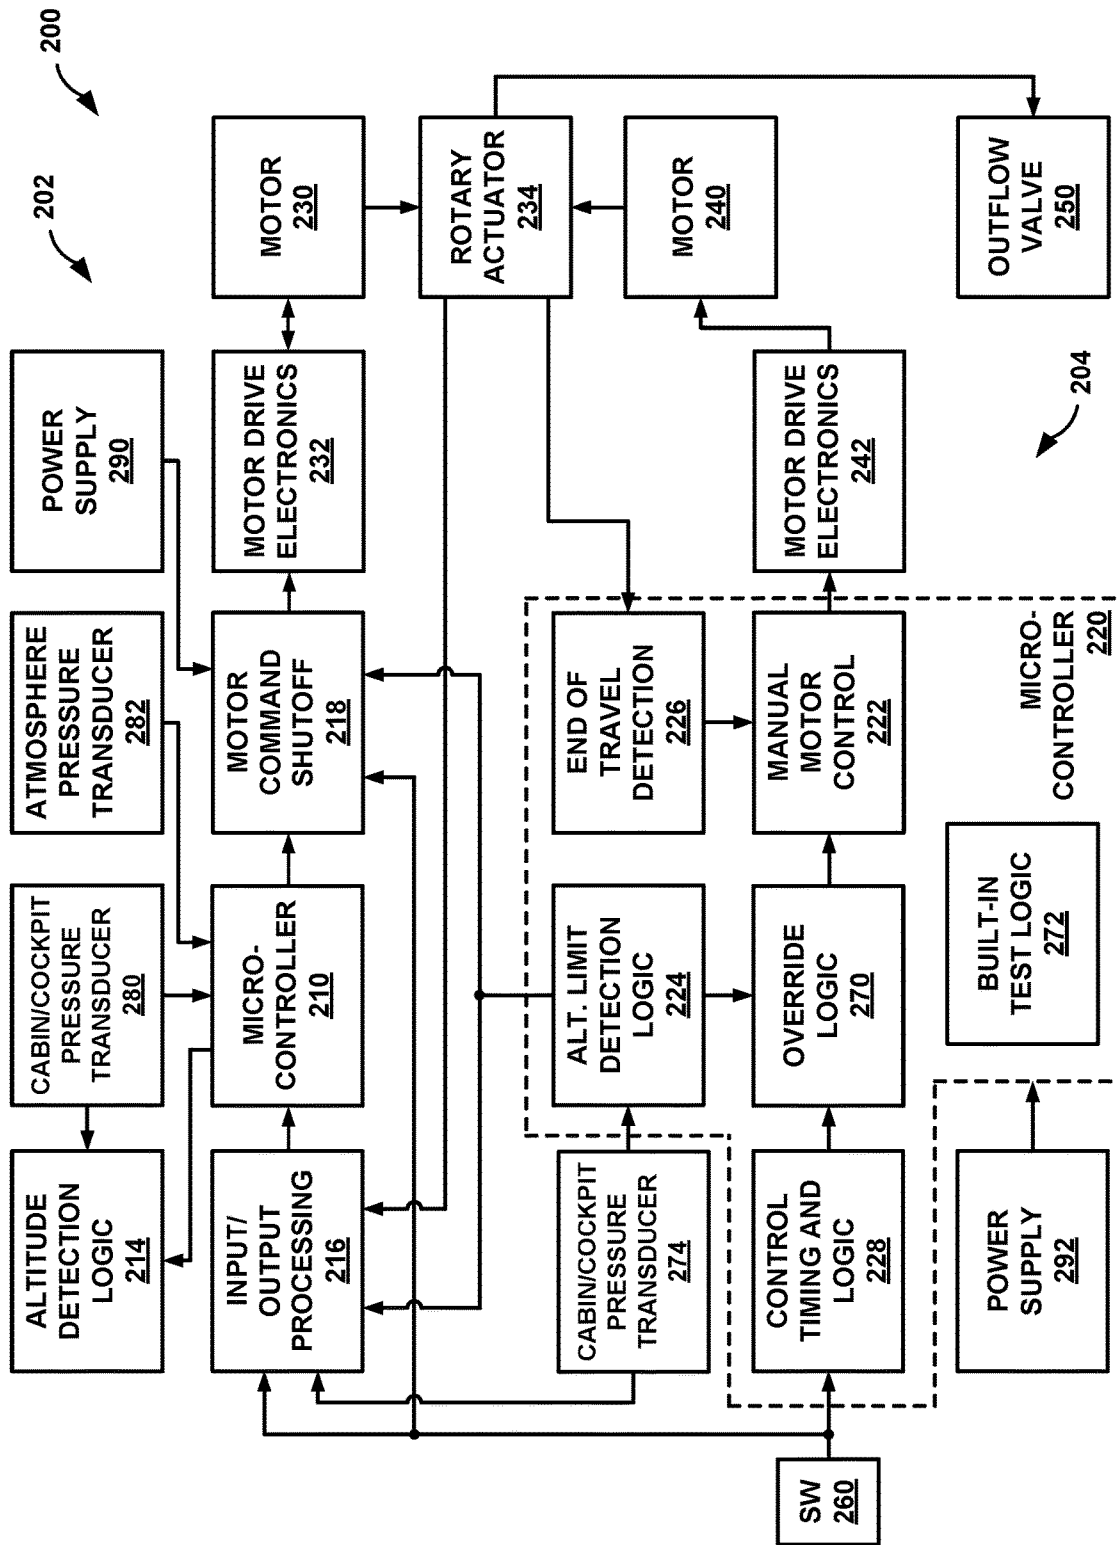 200
202
POWER
SUPPLY
290
ATMOSPHERE
PRESSURE
TRANSDUCER
282
CABIN/COCKPIT
PRESSURE
TRANSDUCER
280
ALTITUDE
DETECTION
LOGIC
214
MOTOR
230
MOTOR DRIVE
ELECTRONICS
232
MOTOR
COMMAND
SHUTOFF
218
MICRO-
CONTROLLER
210
INPUT/
OUTPUT
PROCESSING
216
ROTARY
ACTUATOR
234
MOTOR
240
END OF
TRAVEL
DETECTION
226
ALT. LIMIT
DETECTION
LOGIC
224
CABIN/COCKPIT
PRESSURE
TRANSDUCER
274
MOTOR DRIVE
ELECTRONICS
242
MANUAL
MOTOR
CONTROL
222
OVERRIDE
LOGIC
270
CONTROL
TIMING AND
LOGIC
228
SW
260
OUTFLOW
VALVE
250
204
MICRO-
CONTROLLER
220
BUILT-IN
TEST LOGIC
272
POWER
SUPPLY
292